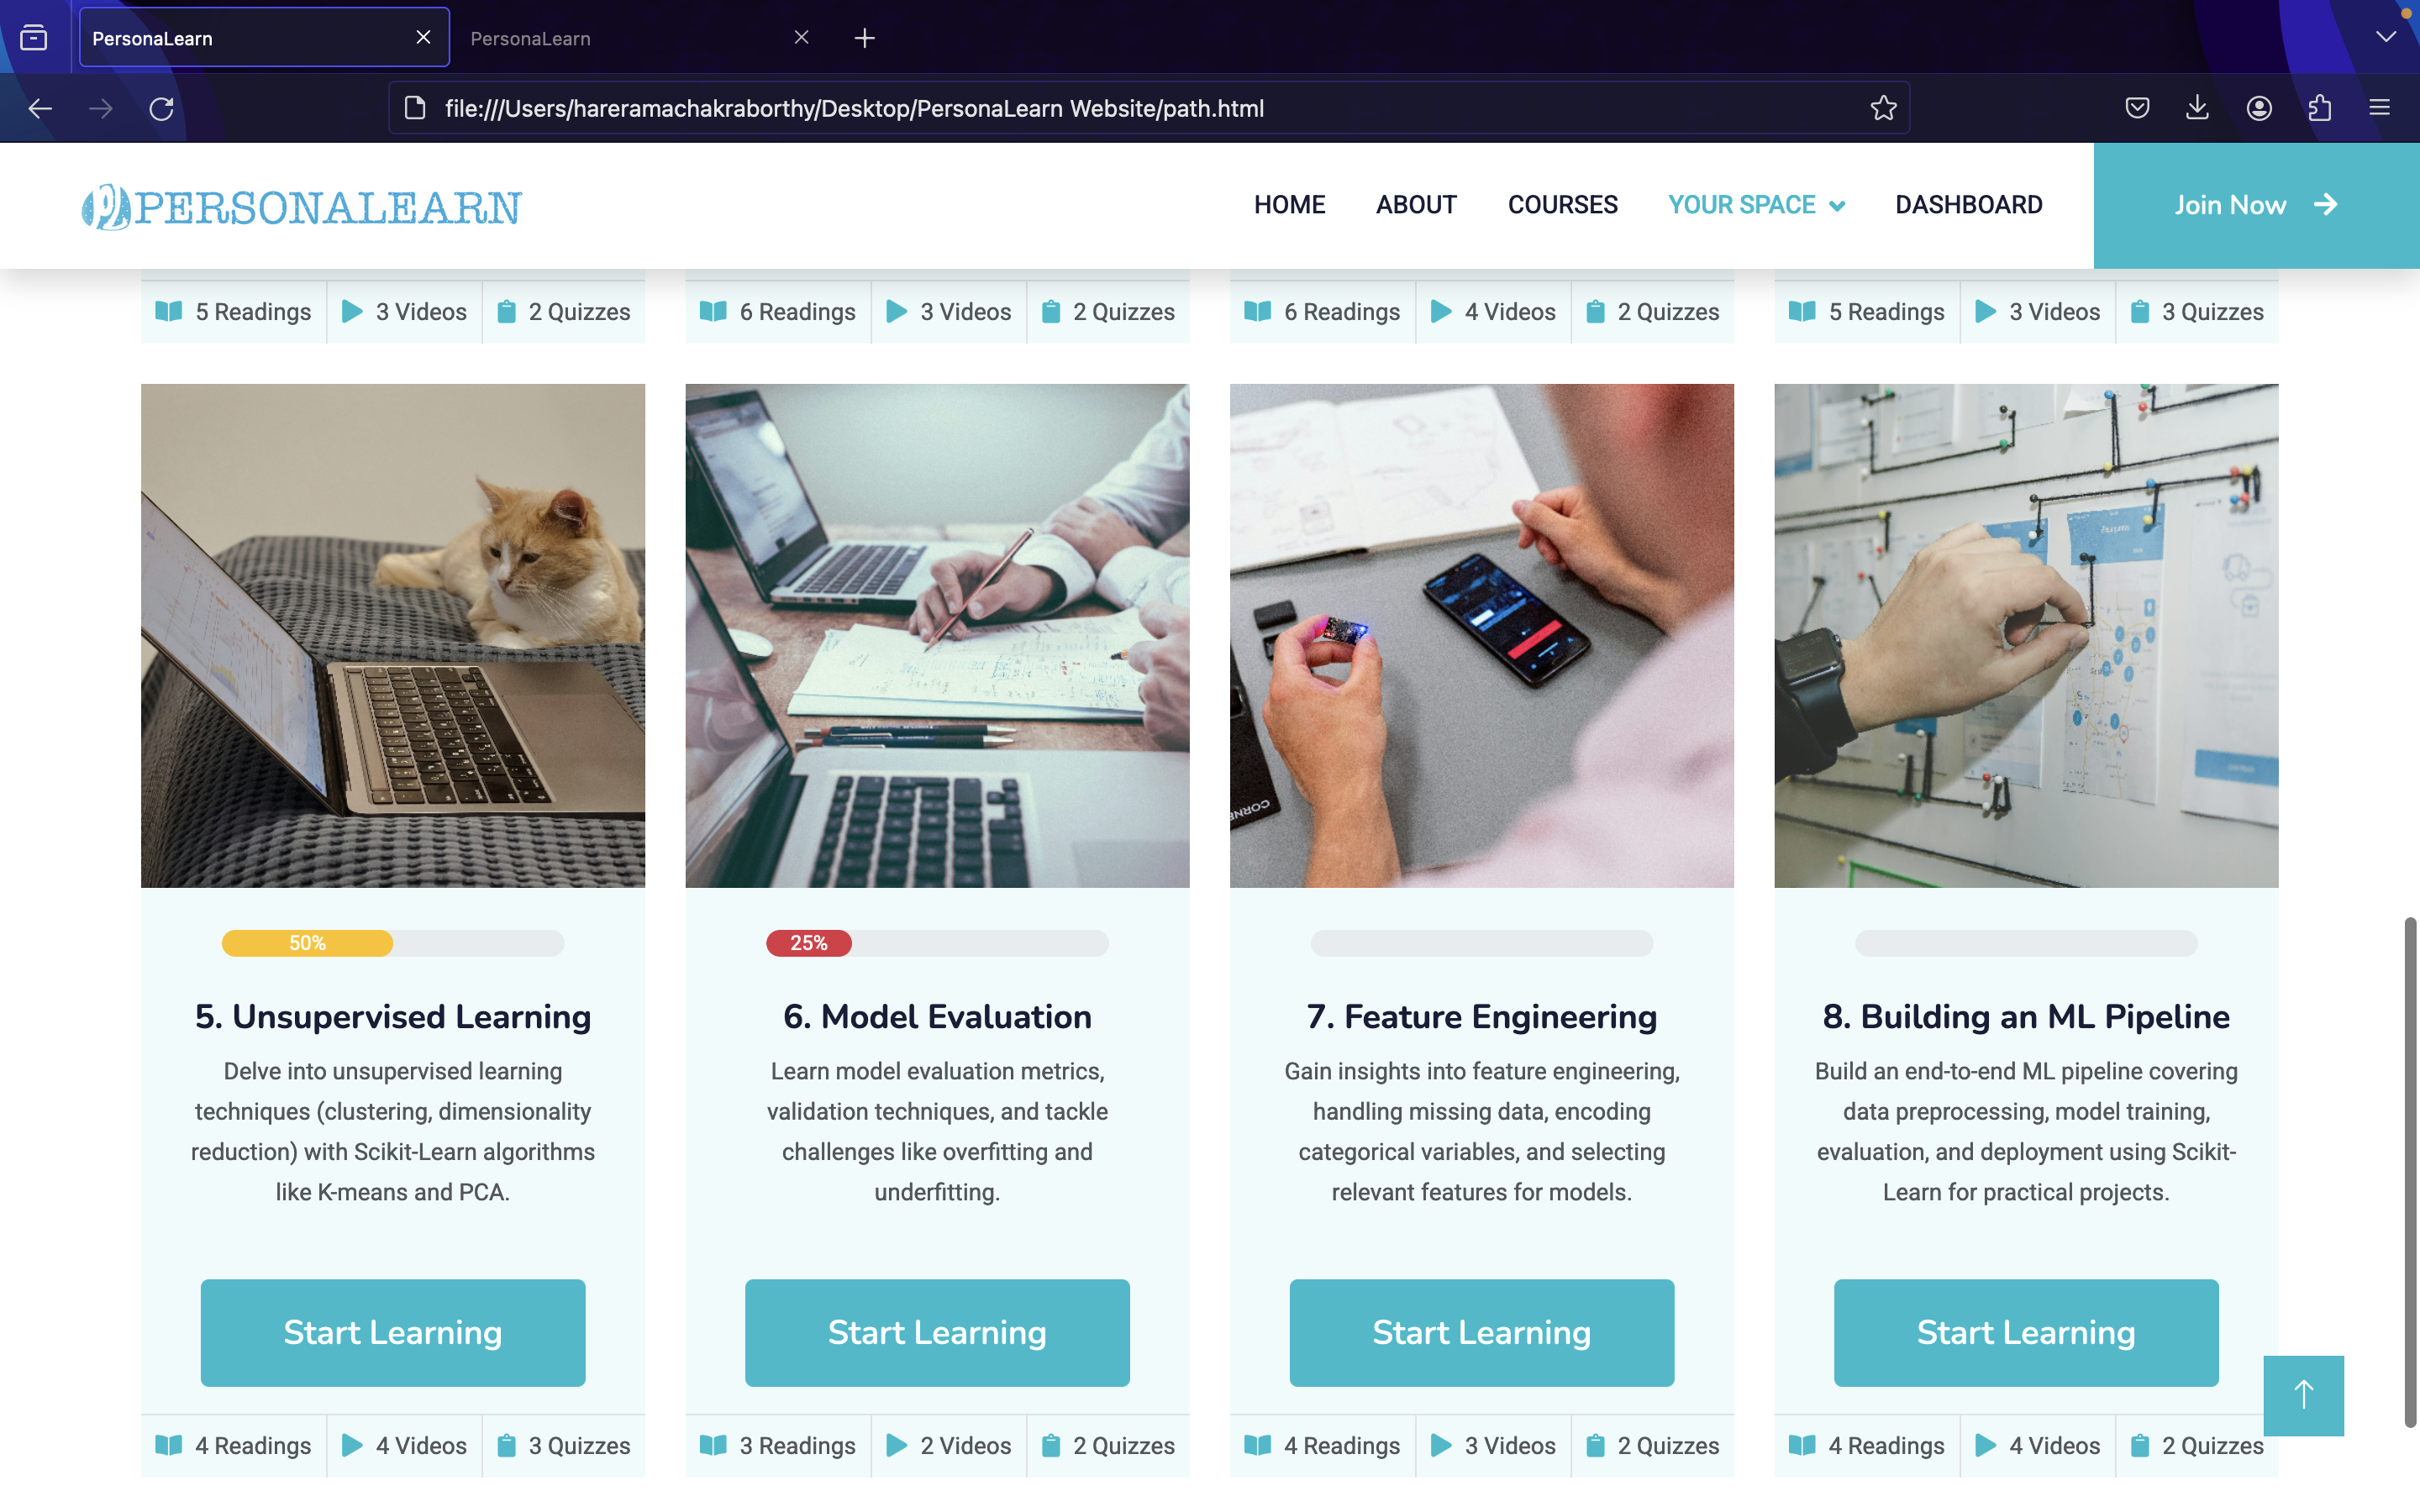 PersonaLearn
PersonaLearn
file:///Users/hareramachakraborthy/Desktop/PersonaLearn Website/path.html
PERSONALEARN
HOME ABOUT COURSES YOUR SPACE DASHBOARD Join Now
5 Readings 3 Videos 2 Quizzes
6 Readings 3 Videos 2 Quizzes
6 Readings 4 Videos 2 Quizzes
5 Readings 3 Videos 3 Quizzes
50%
5. Unsupervised Learning
Delve into unsupervised learning
techniques (clustering, dimensionality
reduction) with Scikit-Learn algorithms
like K-means and PCA.
Start Learning
4 Readings 4 Videos 3 Quizzes
25%
6. Model Evaluation
Learn model evaluation metrics,
validation techniques, and tackle
challenges like overfitting and
underfitting.
Start Learning
3 Readings 2 Videos 2 Quizzes
7. Feature Engineering
Gain insights into feature engineering,
handling missing data, encoding
categorical variables, and selecting
relevant features for models.
Start Learning
4 Readings 3 Videos 2 Quizzes
8. Building an ML Pipeline
Build an end-to-end ML pipeline covering
data preprocessing, model training,
evaluation, and deployment using Scikit-
Learn for practical projects.
Start Learning
4 Readings 4 Videos 2 Quizzes